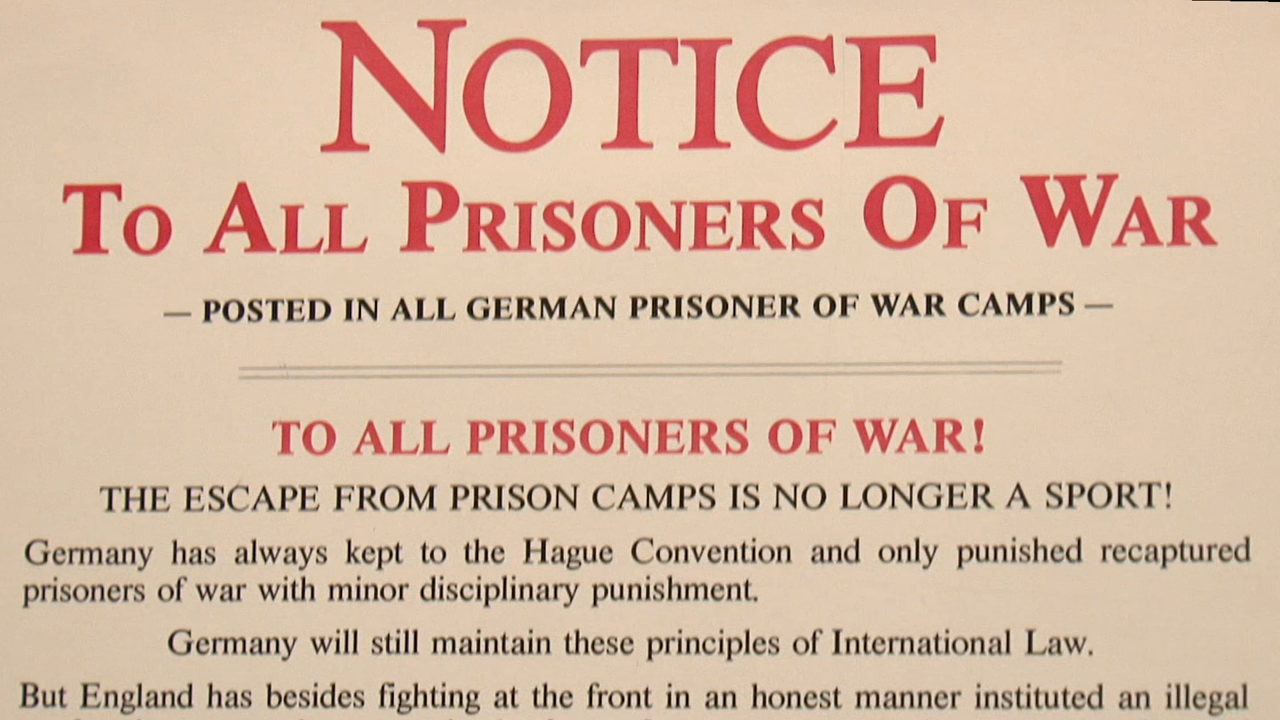 NOTICE
TO ALL PRISONERS OF WAR
— POSTED IN ALL GERMAN PRISONER OF WAR CAMPS —
TO ALL PRISONERS OF WAR!
THE ESCAPE FROM PRISON CAMPS IS NO LONGER A SPORT!
Germany has always kept to the Hague Convention and only punished recaptured
prisoners of war with minor disciplinary punishment.
Germany will still maintain these principles of International Law.
But England has besides fighting at the front in an honest manner instituted an illegal